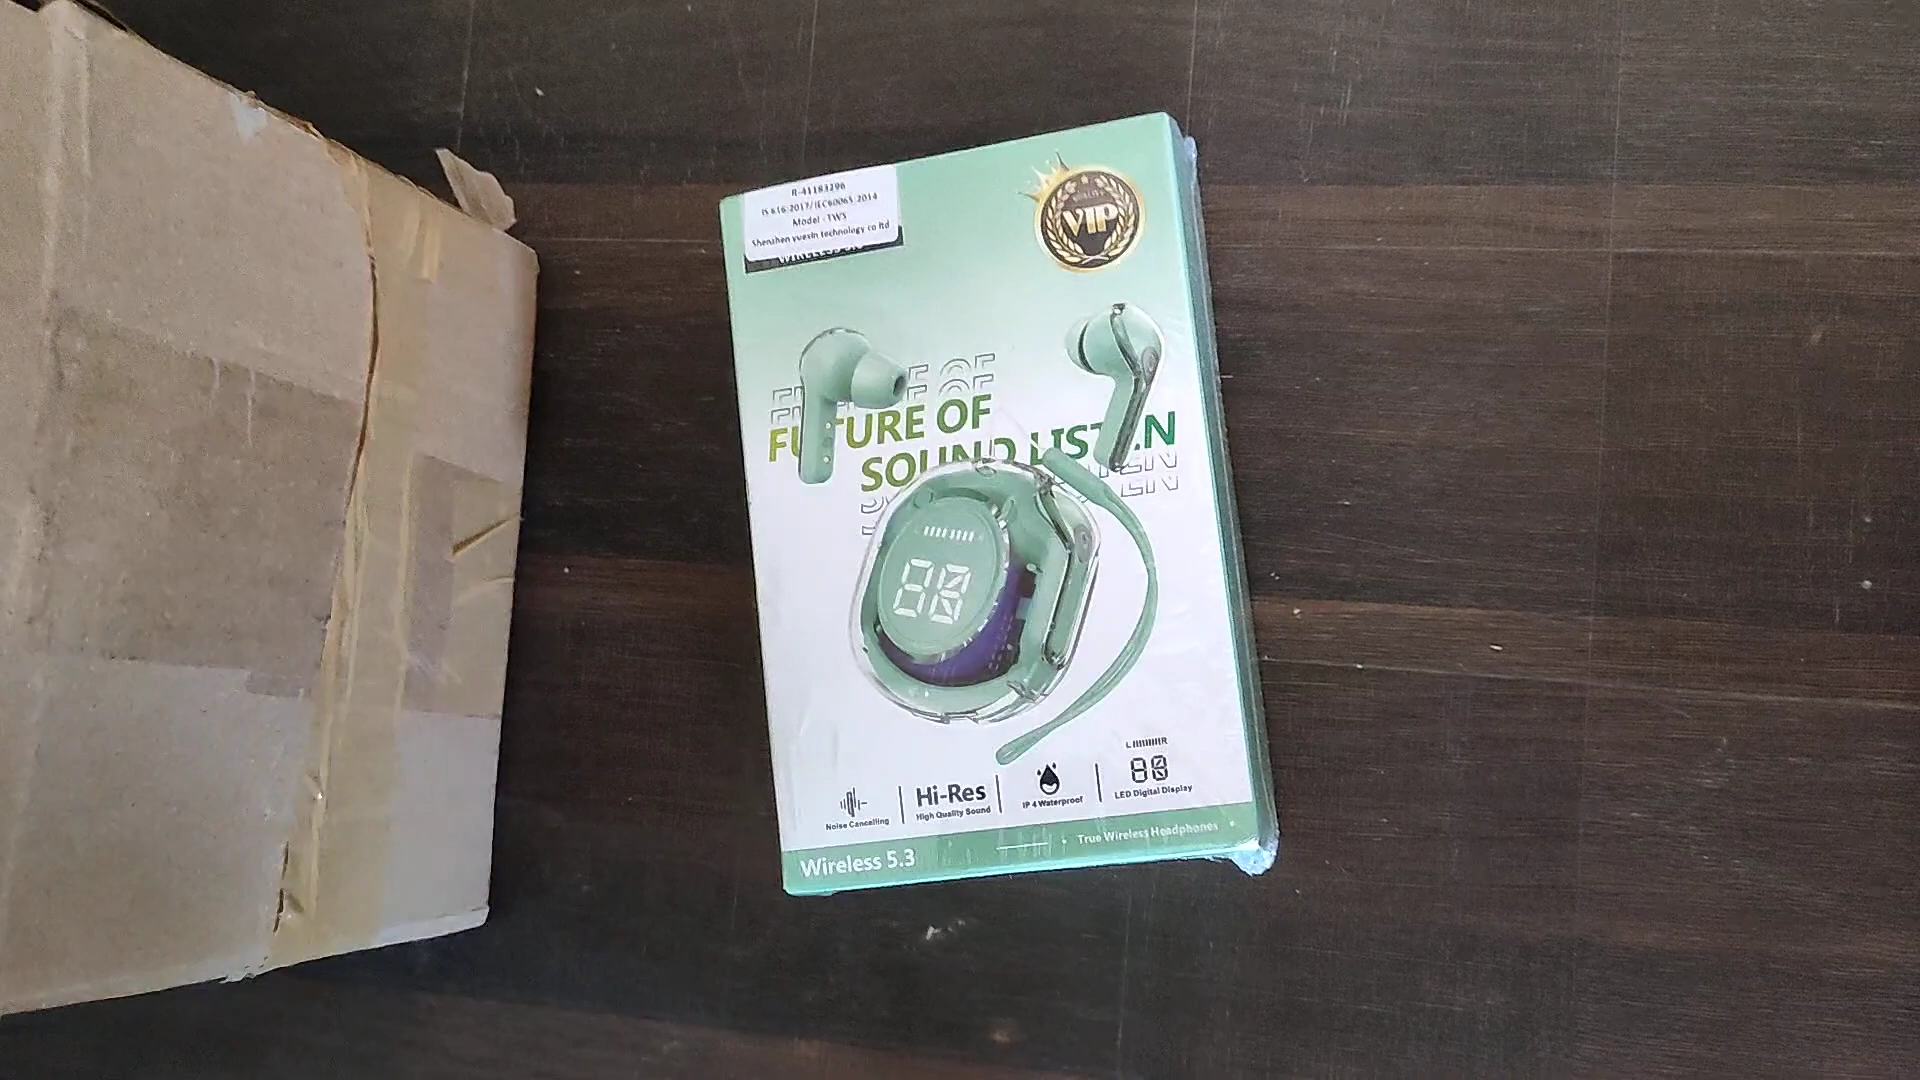 R-41183296
IS 616:2017/IEC60065:2014
Model - TWS
Shenzhen yuexin technology co ltd
VIP
FUTURE OF
SOUND LISTEN
88
Noise Cancelling
Hi-Res
High Quality Sound
IP 4 Waterproof
L IIIIIIIII R
88
LED Digital Display
Wireless 5.3
True Wireless Headphones